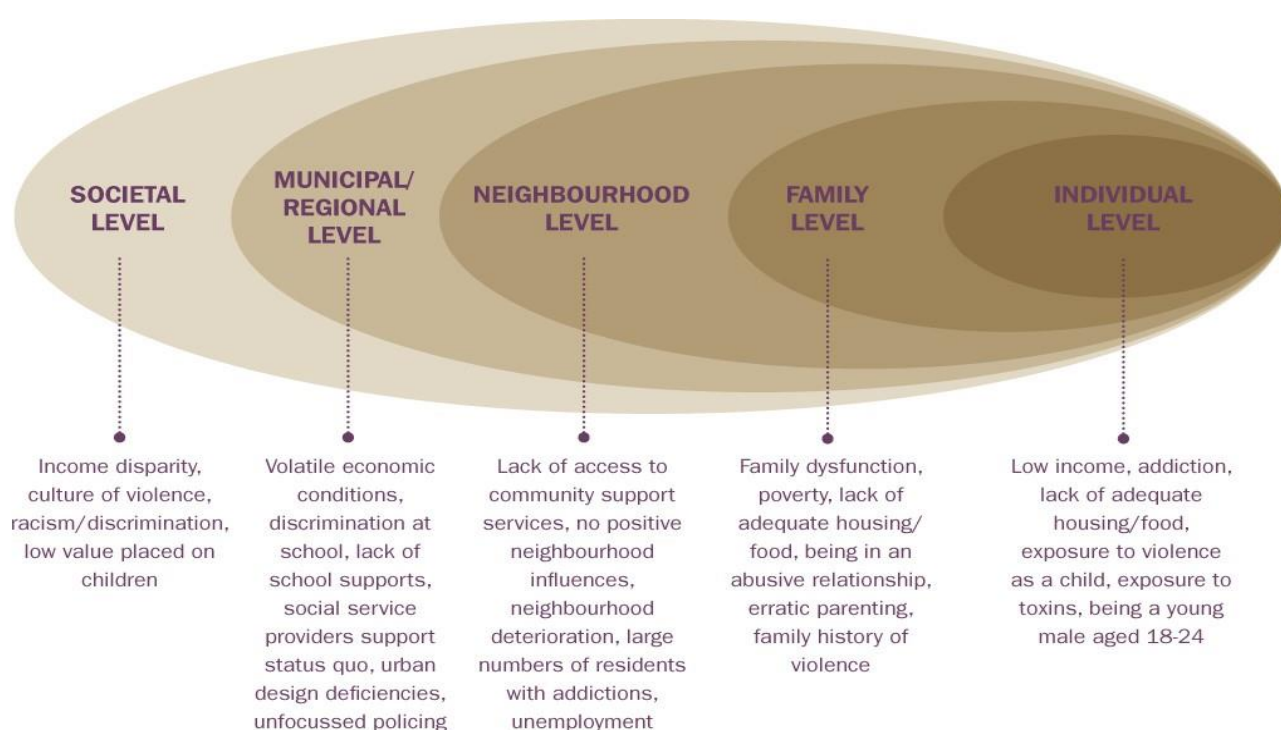 SOCIETAL
LEVEL
MUNICIPAL/
REGIONAL
LEVEL
NEIGHBOURHOOD
LEVEL
FAMILY
LEVEL
INDIVIDUAL
LEVEL
Income disparity,
culture of violence,
racism/discrimination,
low value placed on
children
Volatile economic
conditions,
discrimination at
school, lack of
school supports,
social service
providers support
status quo, urban
design deficiencies,
unfocussed policing
Lack of access to
community support
services, no positive
neighbourhood
influences,
neighbourhood
deterioration, large
numbers of residents
with addictions,
unemployment
Family dysfunction,
poverty, lack of
adequate housing/
food, being in an
abusive relationship,
erratic parenting,
family history of
violence
Low income, addiction,
lack of adequate
housing/food,
exposure to violence
as a child, exposure to
toxins, being a young
male aged 18-24